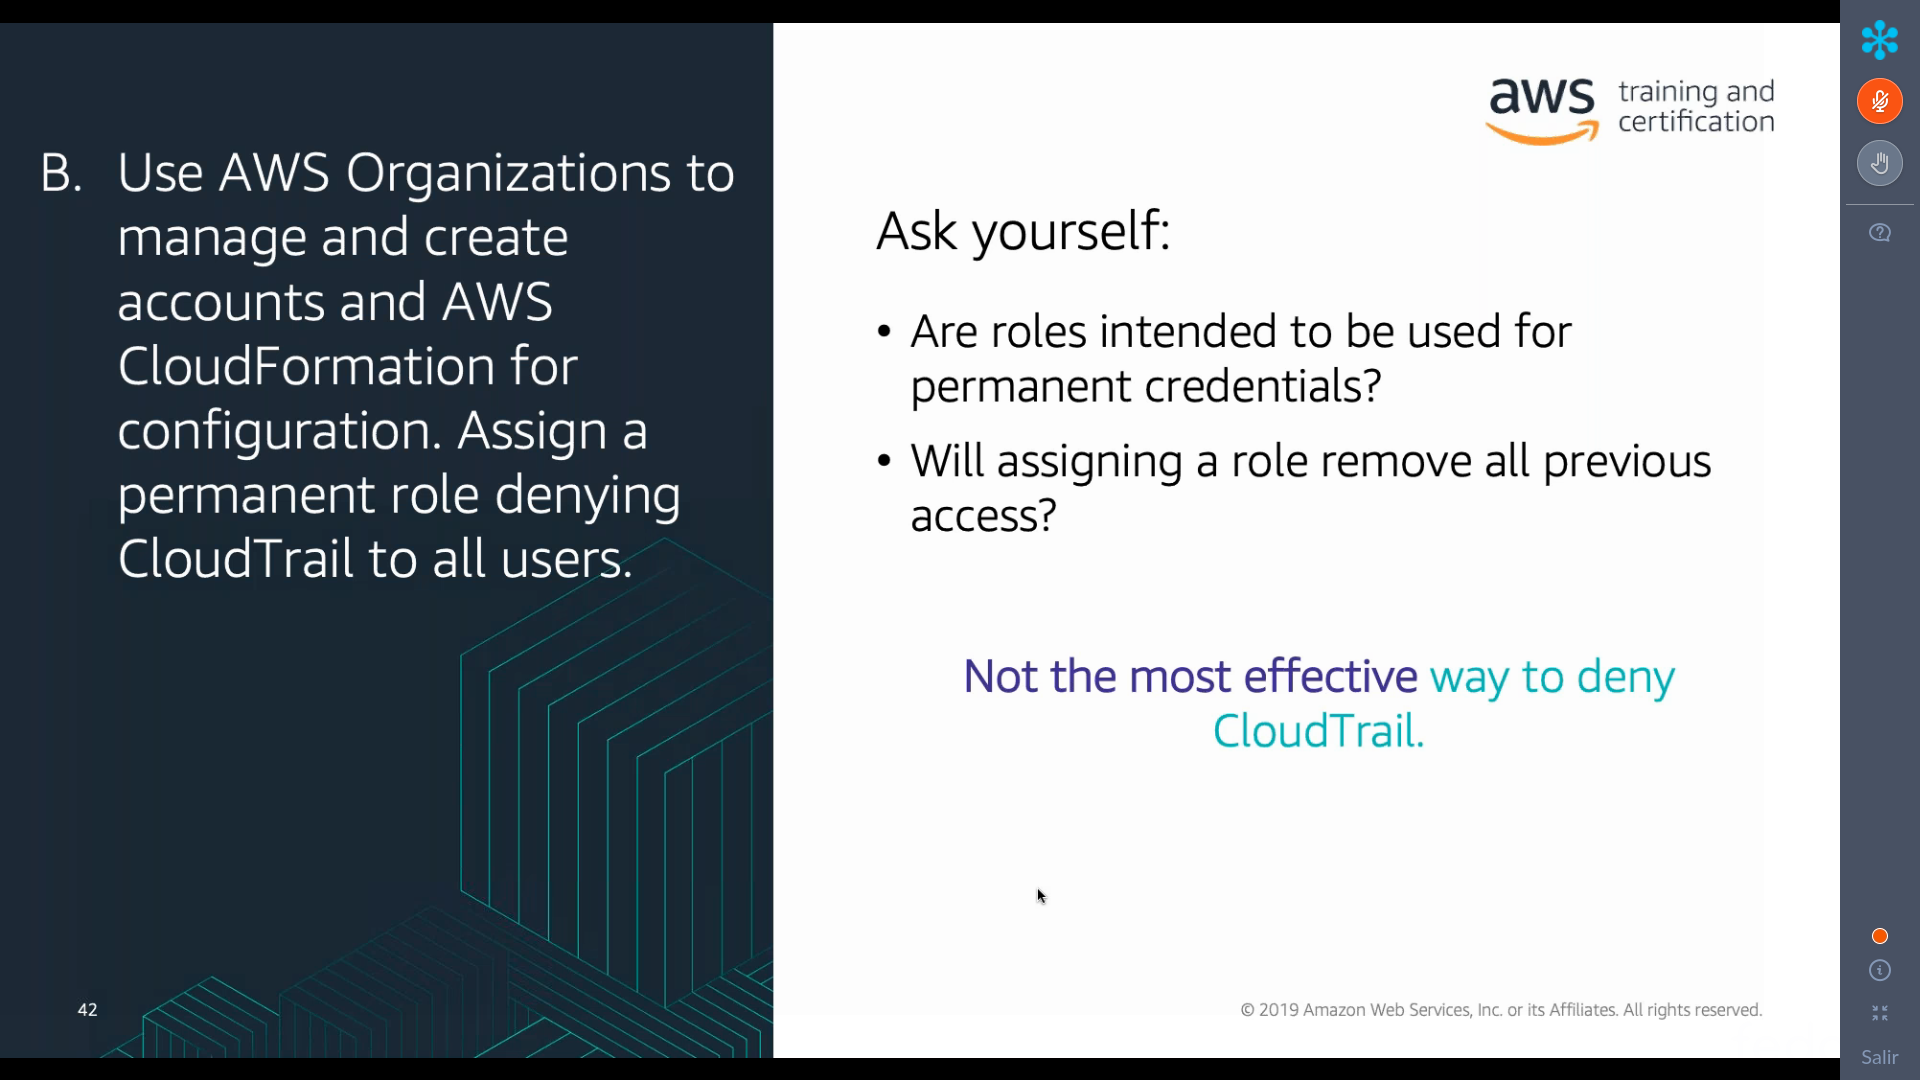 B. Use AWS Organizations to
manage and create
accounts and AWS
CloudFormation for
configuration. Assign a
permanent role denying
CloudTrail to all users.
42
aws training and
certification
Ask yourself:
• Are roles intended to be used for
permanent credentials?
• Will assigning a role remove all previous
access?
Not the most effective way to deny
CloudTrail.
© 2019 Amazon Web Services, Inc. or its Affiliates. All rights reserved.
Salir